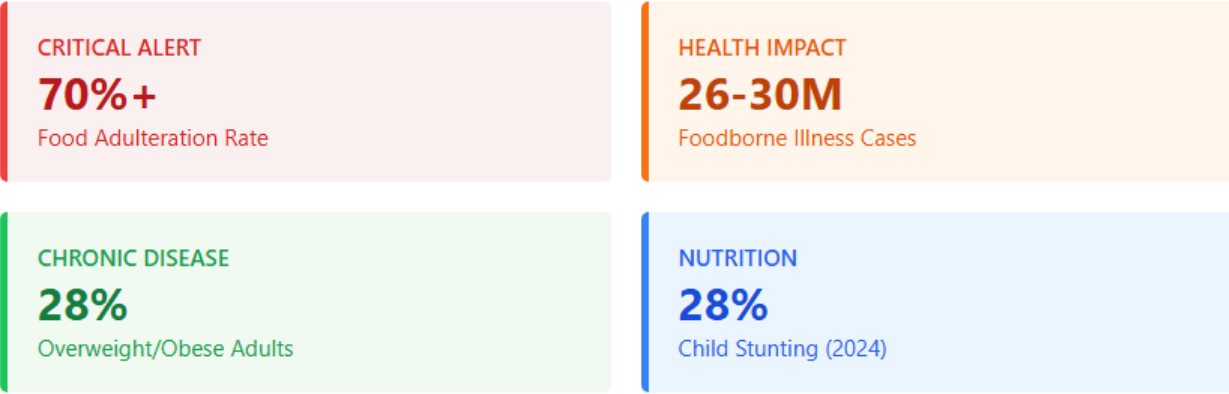 CRITICAL ALERT
70%+
Food Adulteration Rate
HEALTH IMPACT
26-30M
Foodborne Illness Cases
CHRONIC DISEASE
28%
Overweight/Obese Adults
NUTRITION
28%
Child Stunting (2024)